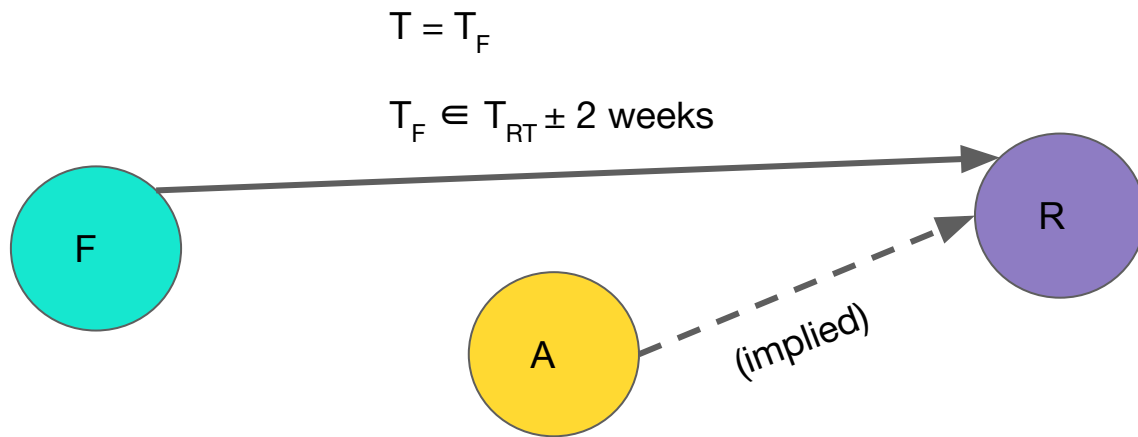 T = T_F
T_F ∈ T_RT ± 2 weeks
F
R
A
(implied)